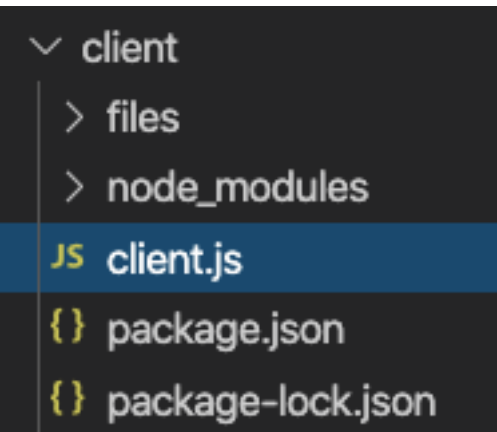 client
files
node_modules
JS client.js
{} package.json
{} package-lock.json